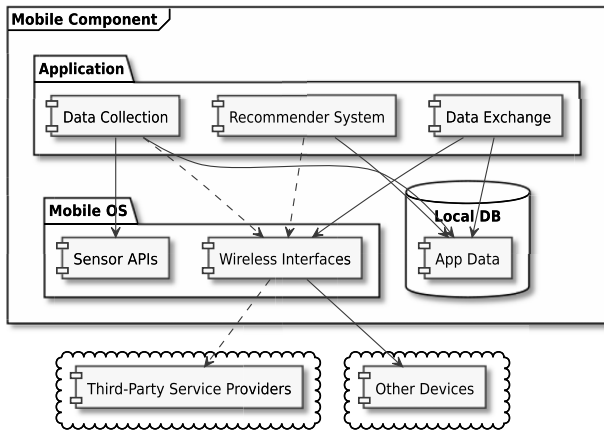 Mobile Component
Application
Data Collection
Recommender System
Data Exchange
Mobile OS
Local DB
Sensor APIs
Wireless Interfaces
App Data
Third-Party Service Providers
Other Devices